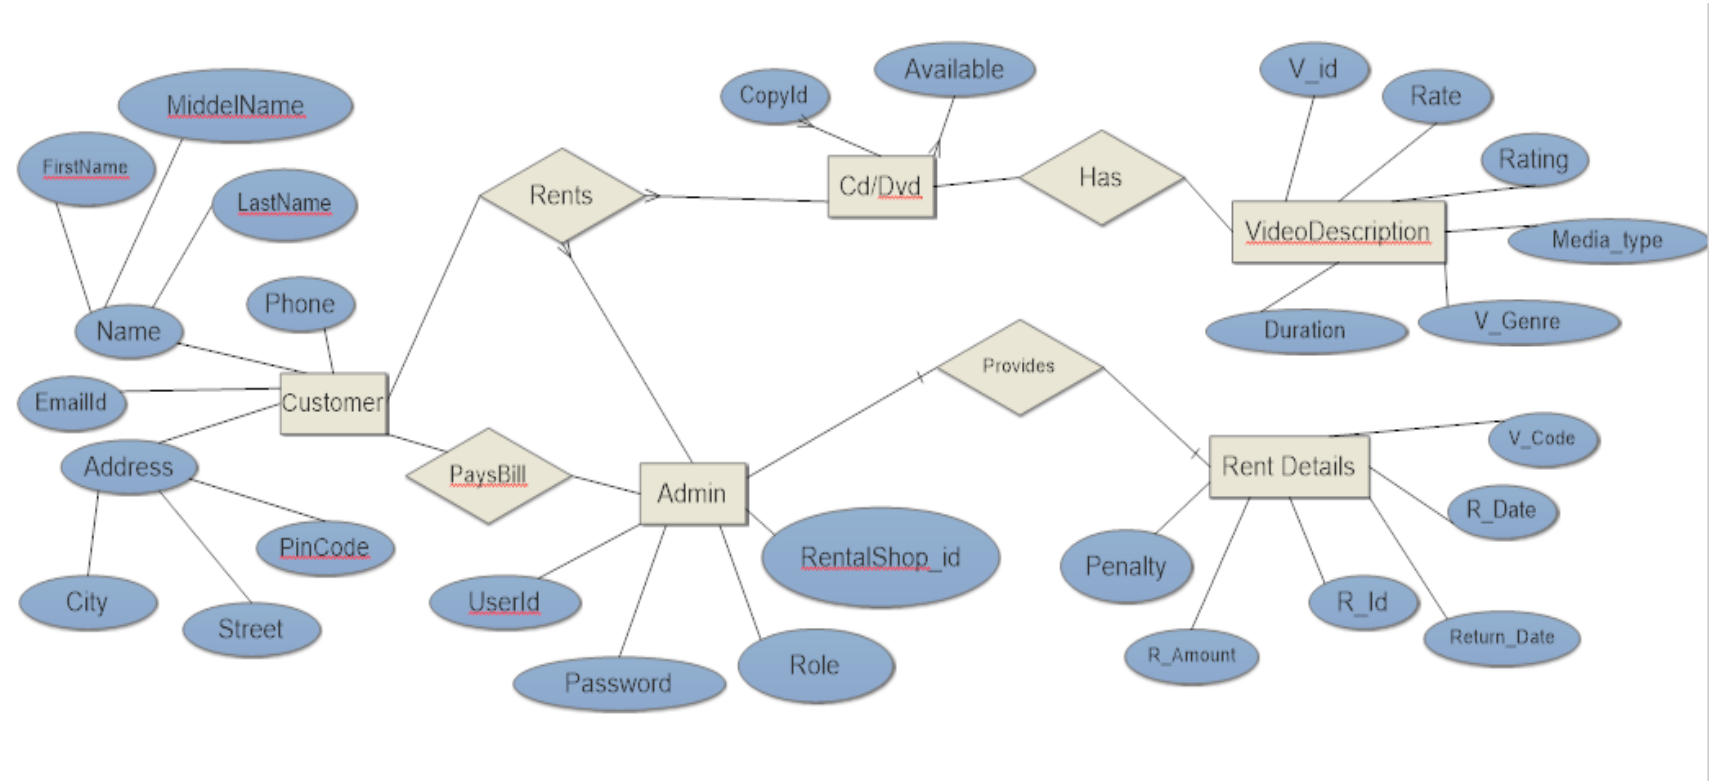 Available
V_id
CopyId
Rate
MiddelName
Rating
FirstName
Has
Cd/Dvd
Rents
LastName
VideoDescription
Media_type
Phone
V_Genre
Name
Duration
Provides
EmailId
Customer
V_Code
Address
Rent Details
PaysBill
Admin
R_Date
PinCode
RentalShop_id
Penalty
City
UserId
R_Id
Street
Return_Date
R_Amount
Role
Password